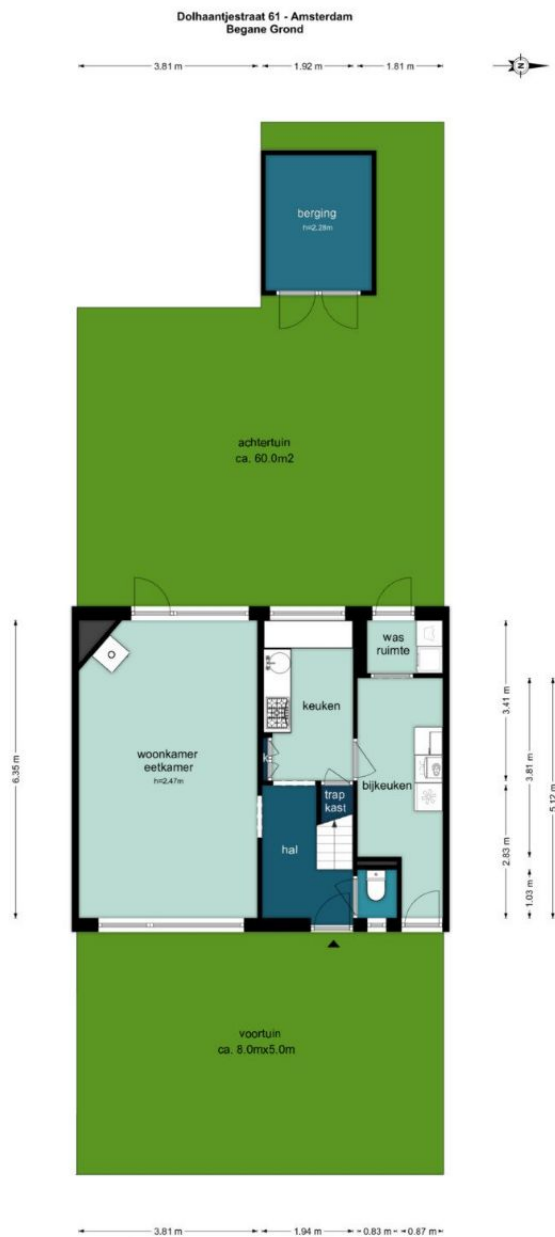 Dolhaantjestraat 61 - Amsterdam
Begane Grond
3.81 m
1.92 m
1.81 m
N
berging
h=2.28m
achtertuin
ca. 60.0m2
was
ruimte
keuken
woonkamer
eetkamer
h=2.47m
k
bijkeuken
trap
kast
hal
6.35 m
3.41 m
3.81 m
5.12 m
2.83 m
1.03 m
voortuin
ca. 8.0mx5.0m
3.81 m
1.94 m
0.83 m
0.87 m